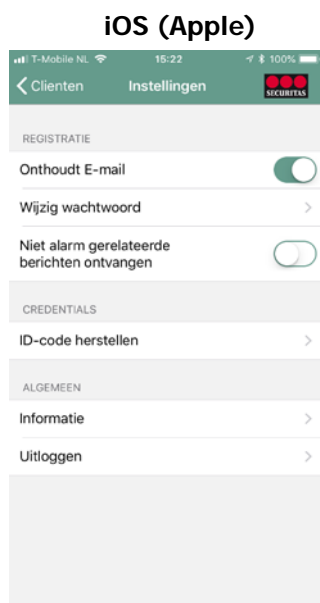 iOS (Apple)
T-Mobile NL 15:22 100%
Clienten Instellingen SECURITAS
REGISTRATIE
Onthoudt E-mail
Wijzig wachtwoord
Niet alarm gerelateerde
berichten ontvangen
CREDENTIALS
ID-code herstellen
ALGEMEEN
Informatie
Uitloggen